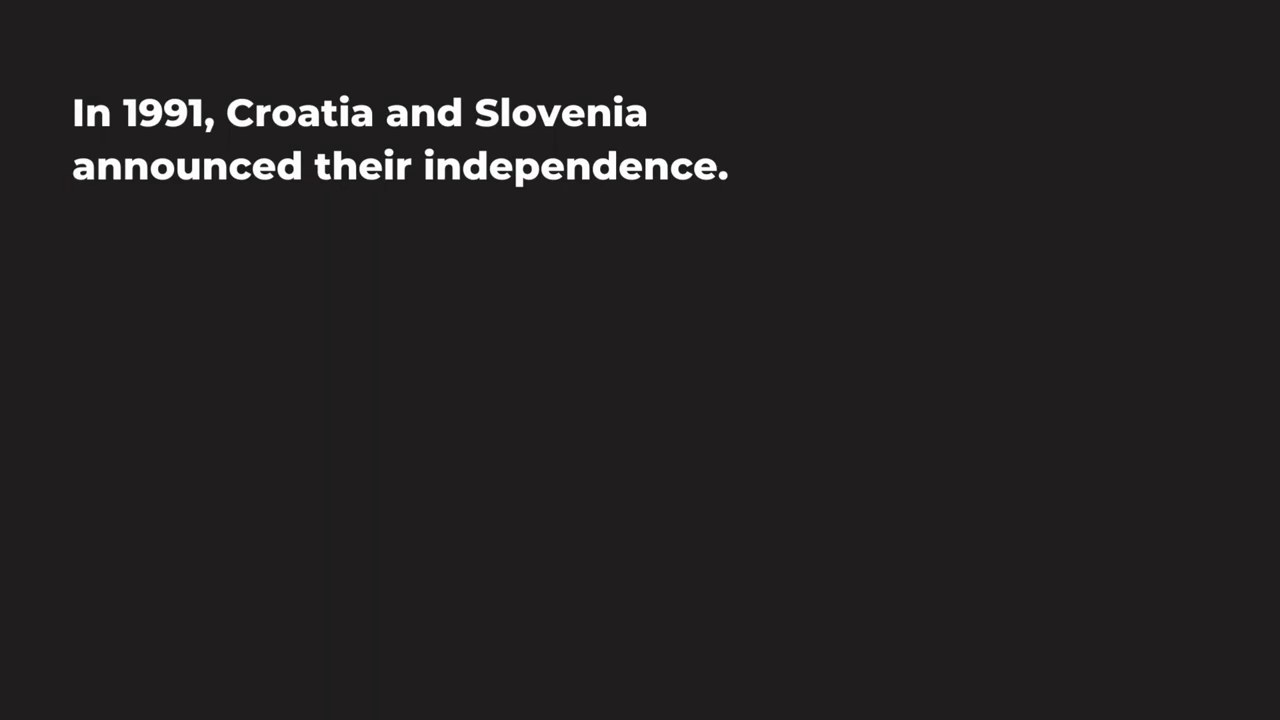 In 1991, Croatia and Slovenia
announced their independence.